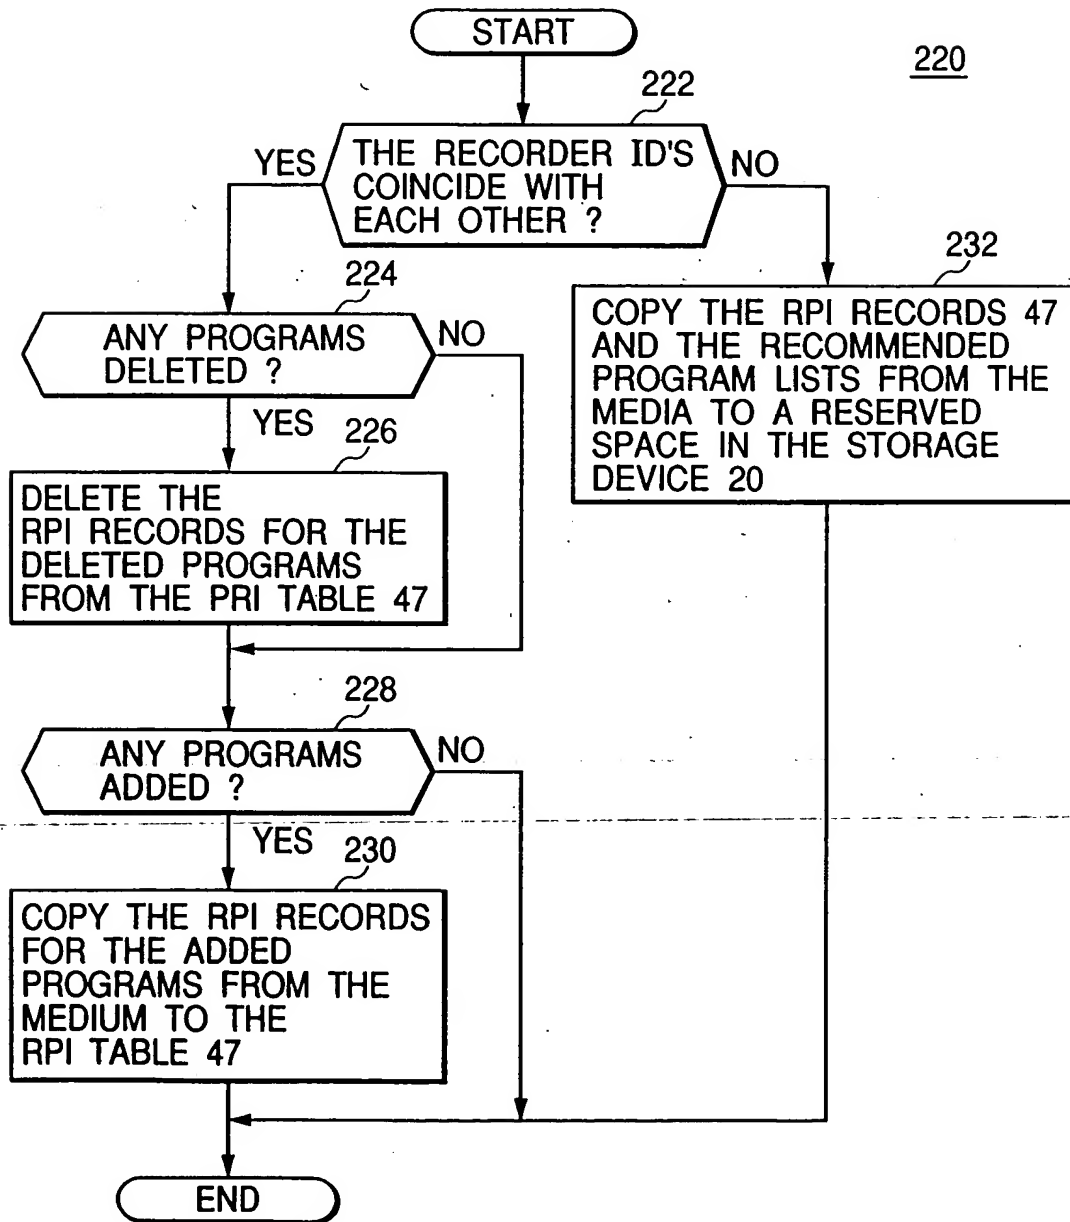 START
220
222
THE RECORDER ID'S
COINCIDE WITH
EACH OTHER ?
YES
NO
224
ANY PROGRAMS
DELETED ?
NO
YES
232
COPY THE RPI RECORDS 47
AND THE RECOMMENDED
PROGRAM LISTS FROM THE
MEDIA TO A RESERVED
SPACE IN THE STORAGE
DEVICE 20
226
DELETE THE
RPI RECORDS FOR THE
DELETED PROGRAMS
FROM THE PRI TABLE 47
228
ANY PROGRAMS
ADDED ?
NO
YES
230
COPY THE RPI RECORDS
FOR THE ADDED
PROGRAMS FROM THE
MEDIUM TO THE
RPI TABLE 47
END